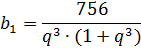 b₁ = 756 / (q³ · (1 + q³))